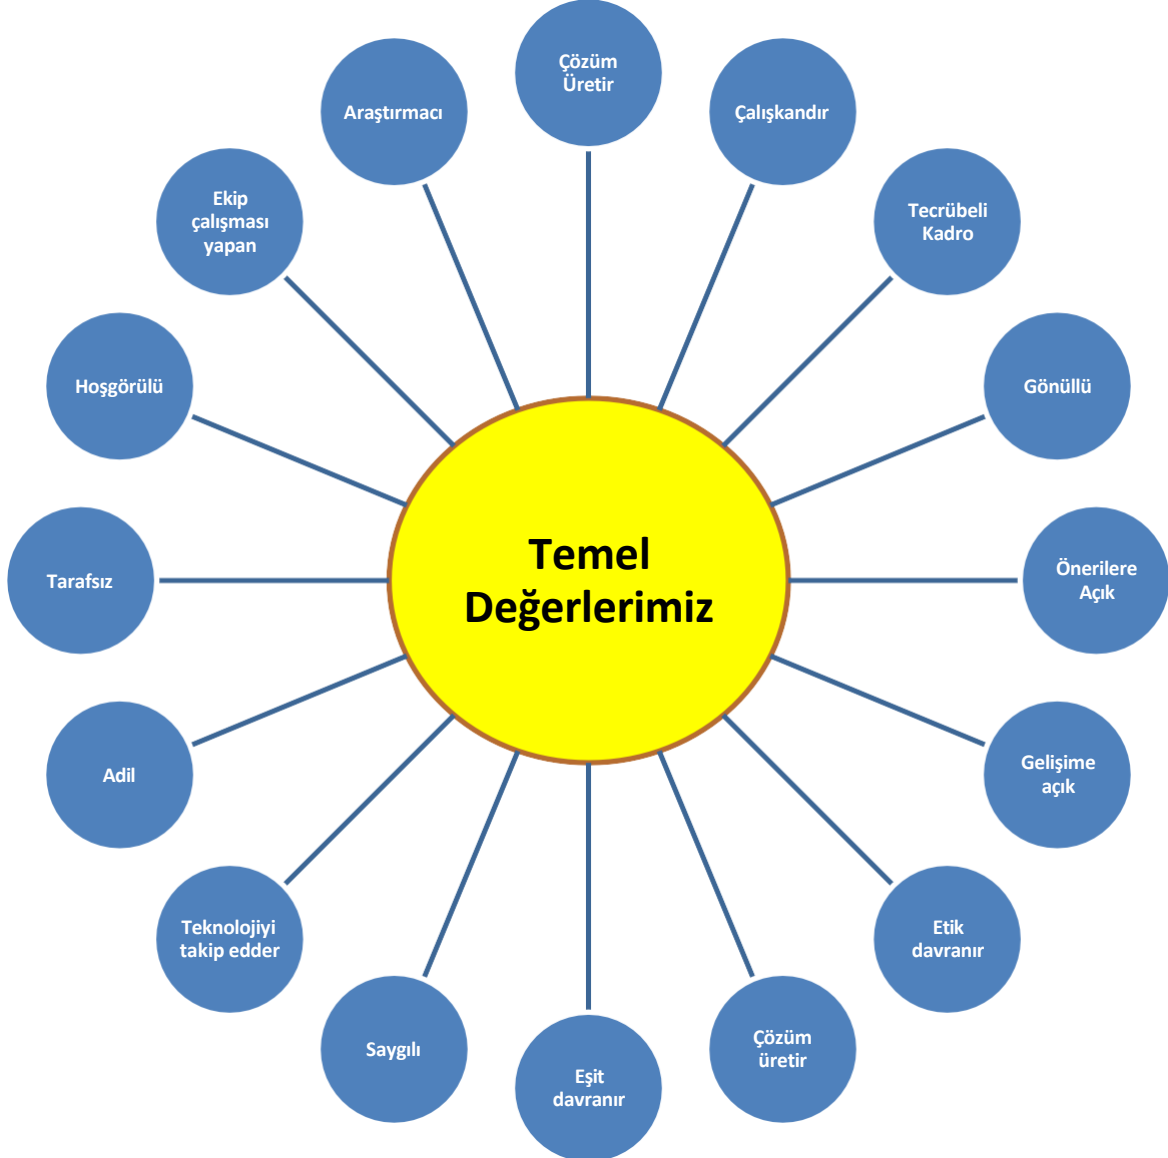 Çözüm
Üretir
Çalışkandır
Tecrübeli
Kadro
Gönüllü
Önerilere
Açık
Gelişime
açık
Etik
davranır
Çözüm
üretir
Eşit
davranır
Saygılı
Teknolojiyi
takip edder
Adil
Tarafsız
Hoşgörülü
Ekip
çalışması
yapan
Araştırmacı
Temel
Değerlerimiz